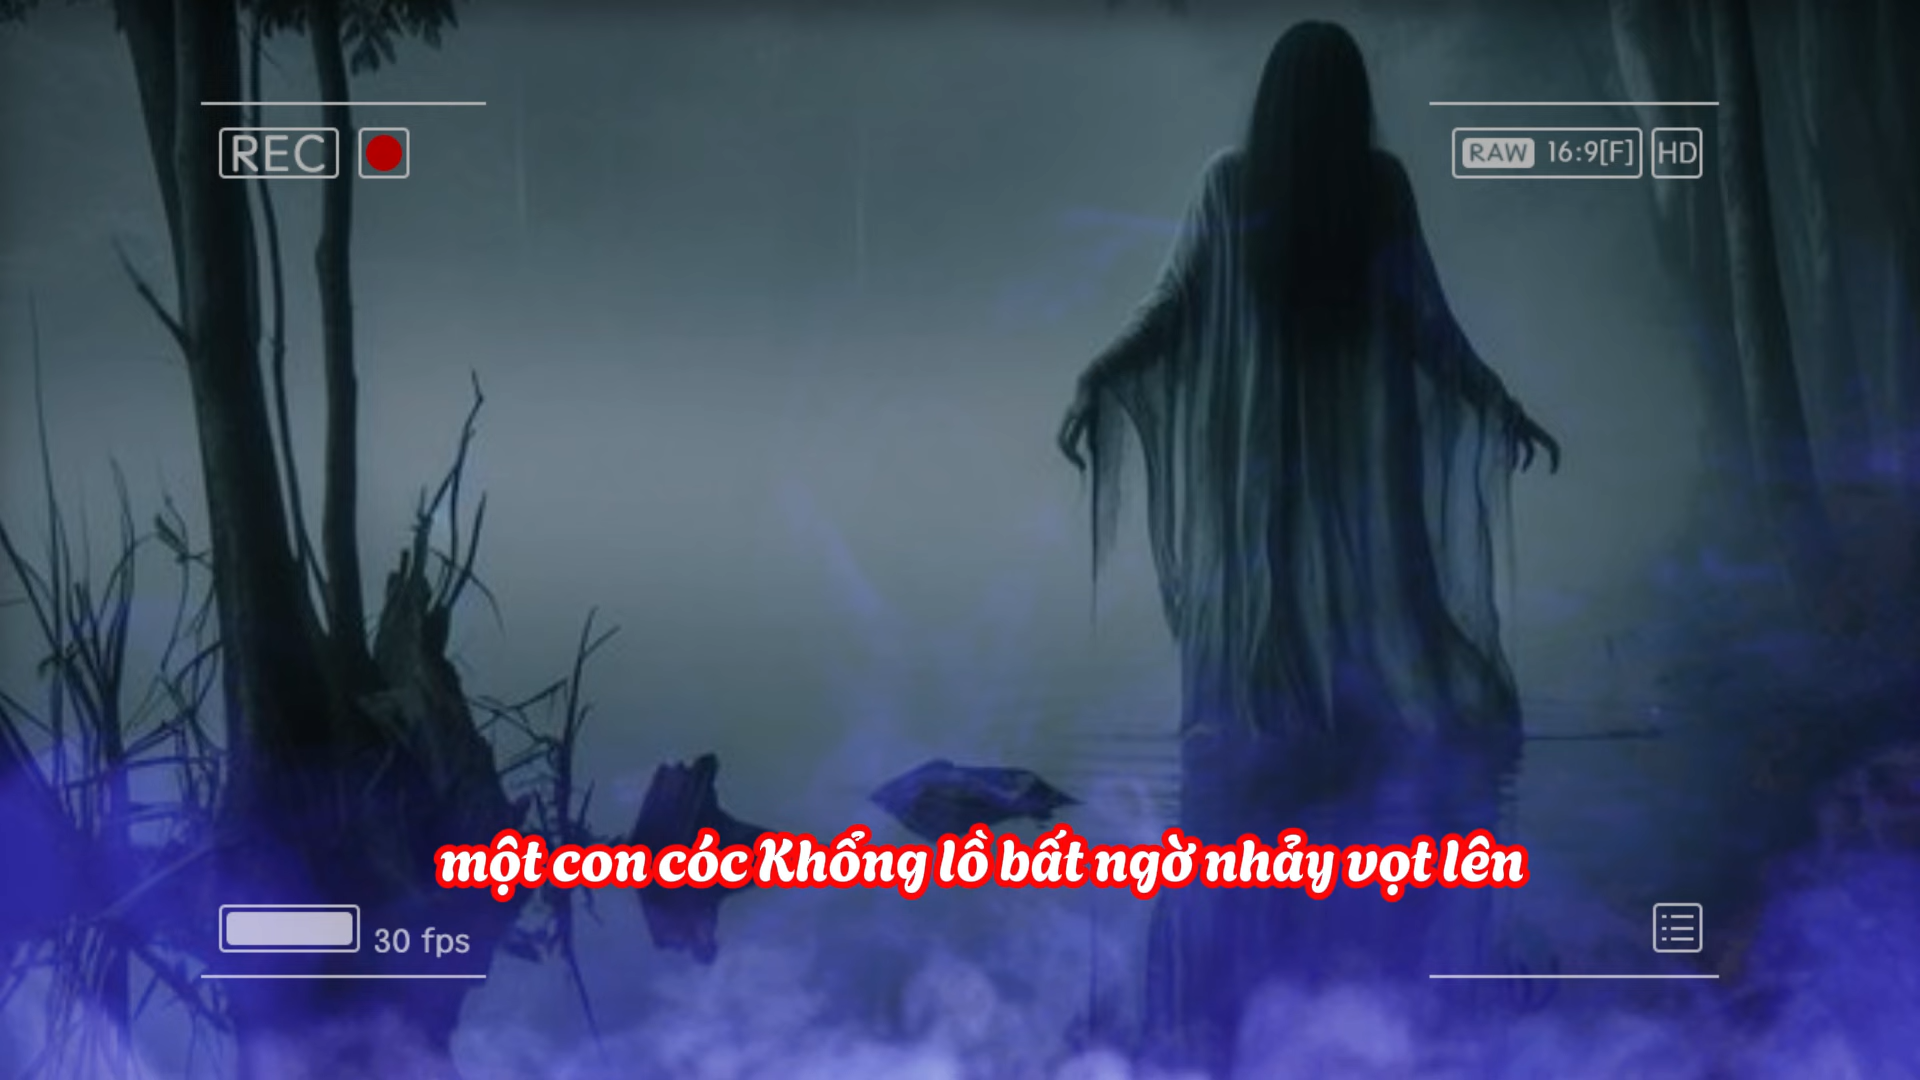 REC
RAW 16:9[F] HD
một con cóc Khổng lồ bất ngờ nhảy vọt lên
30 fps